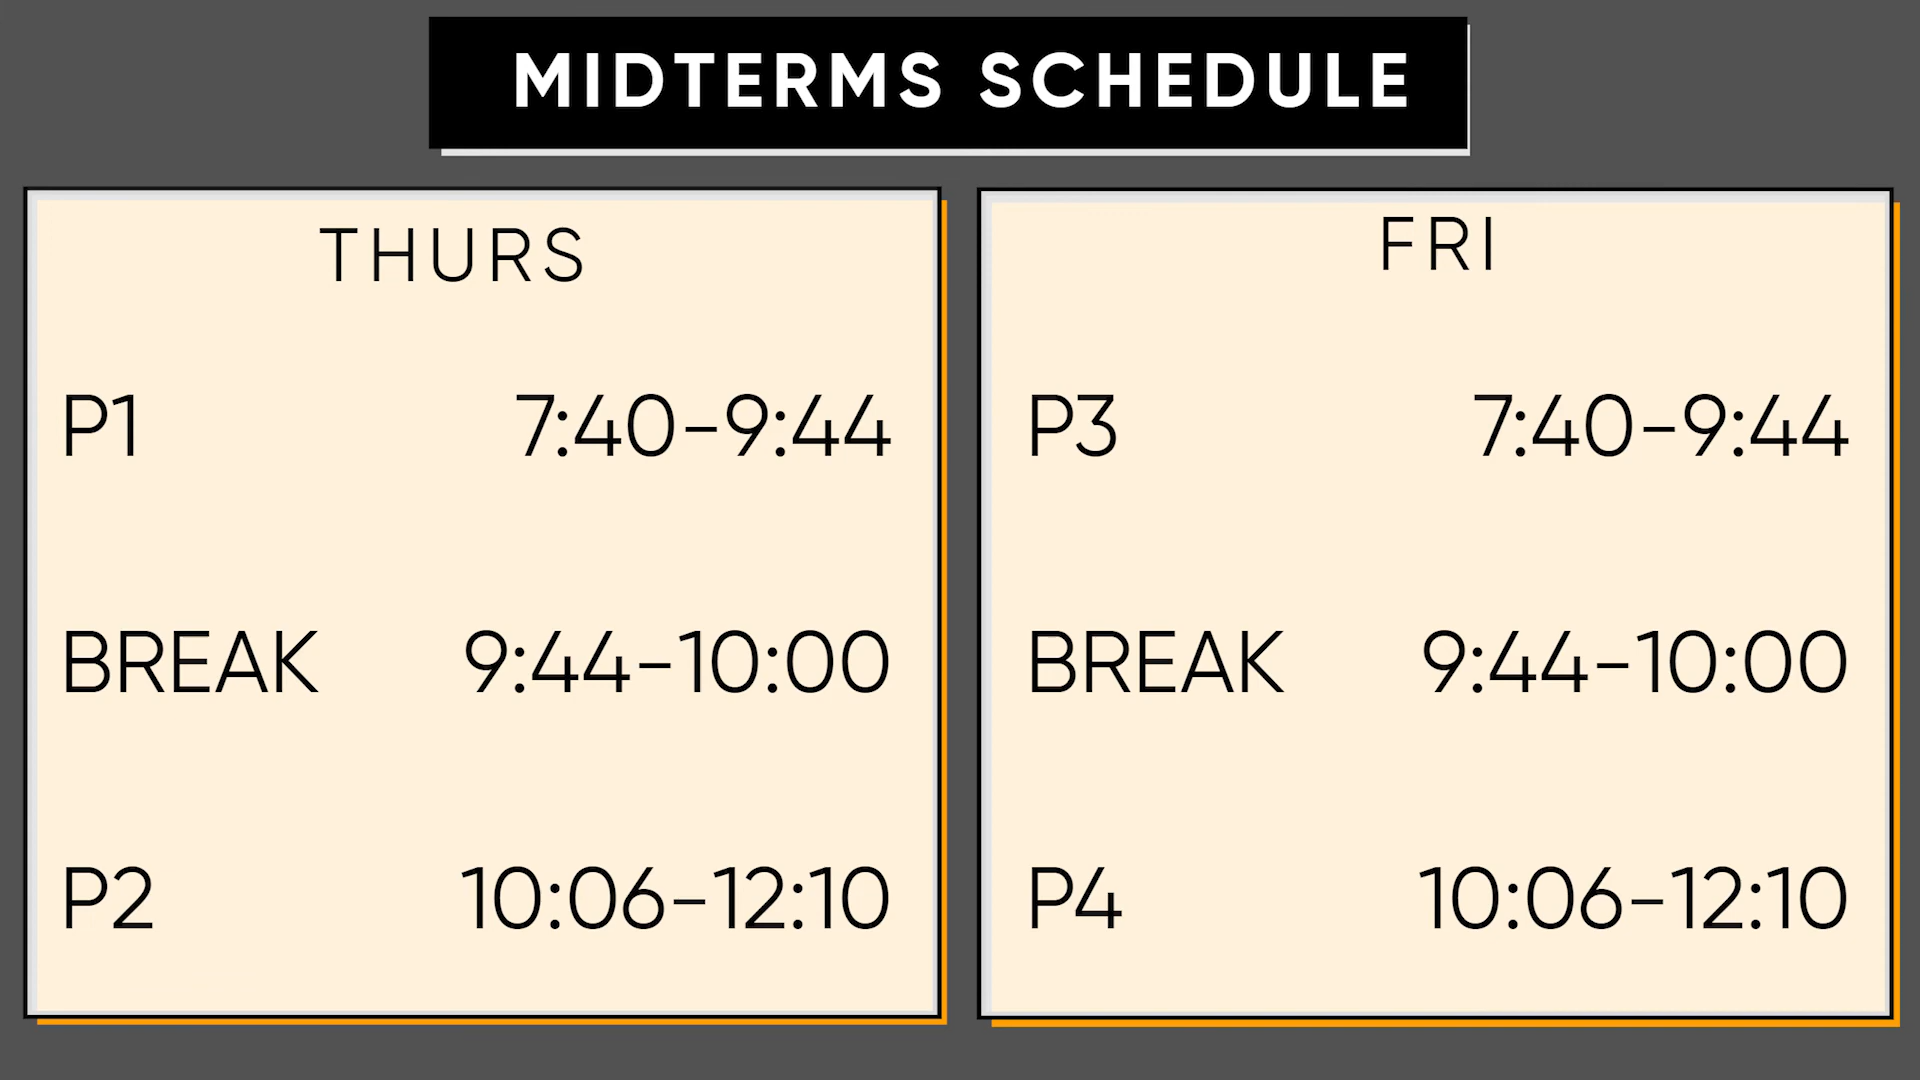 MIDTERMS SCHEDULE
THURS
P1 7:40-9:44
BREAK 9:44-10:00
P2 10:06-12:10
FRI
P3 7:40-9:44
BREAK 9:44-10:00
P4 10:06-12:10